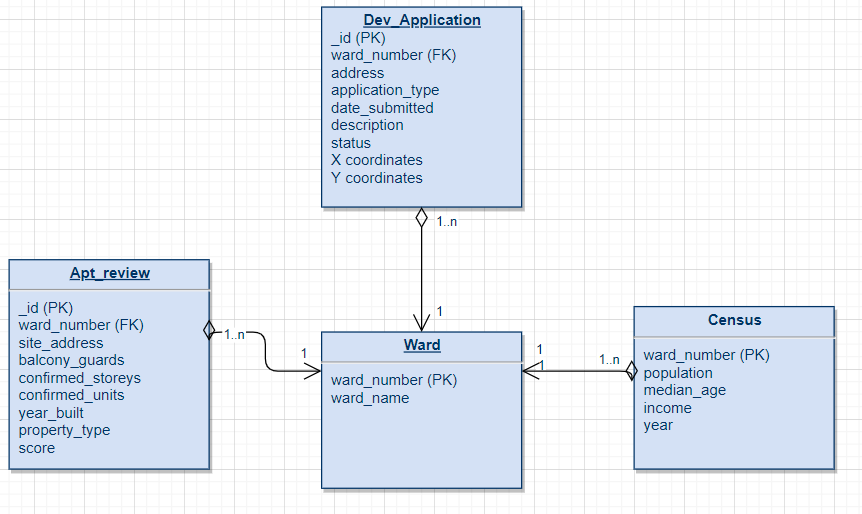 Dev_Application
_id (PK)
ward_number (FK)
address
application_type
date_submitted
description
status
X coordinates
Y coordinates
1..n
1
Apt_review
_id (PK)
ward_number (FK)
site_address
balcony_guards
confirmed_storeys
confirmed_units
year_built
property_type
score
1..n
1
Ward
ward_number (PK)
ward_name
1
1
1..n
Census
ward_number (PK)
population
median_age
income
year